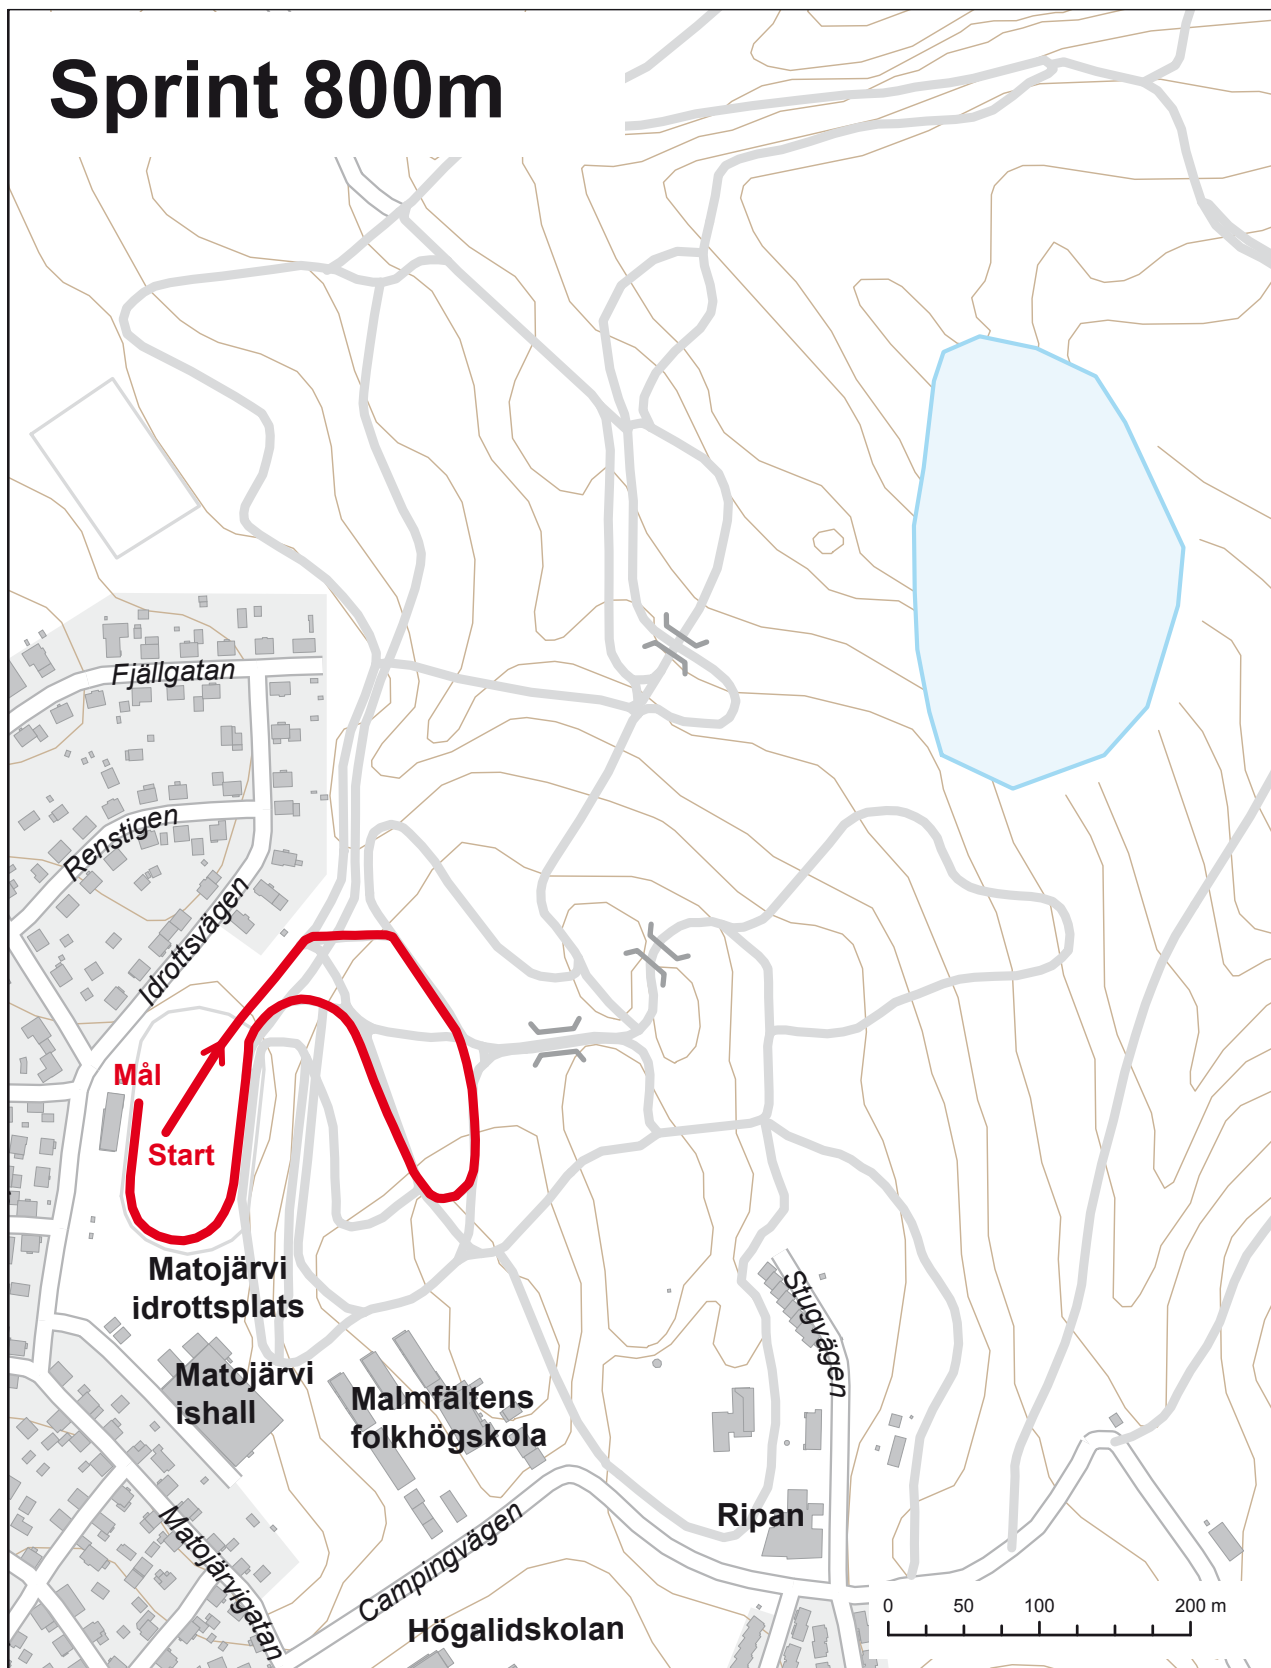 Sprint 800m
Fjällgatan
Renstigen
Idrottsvägen
Mål
Start
Matojärvi
idrottsplats
Matojärvi
ishall
Malmfältens
folkhögskola
Stugvägen
Ripan
Matojärvigatan
Campingvägen
Högalidskolan
0 50 100 200 m